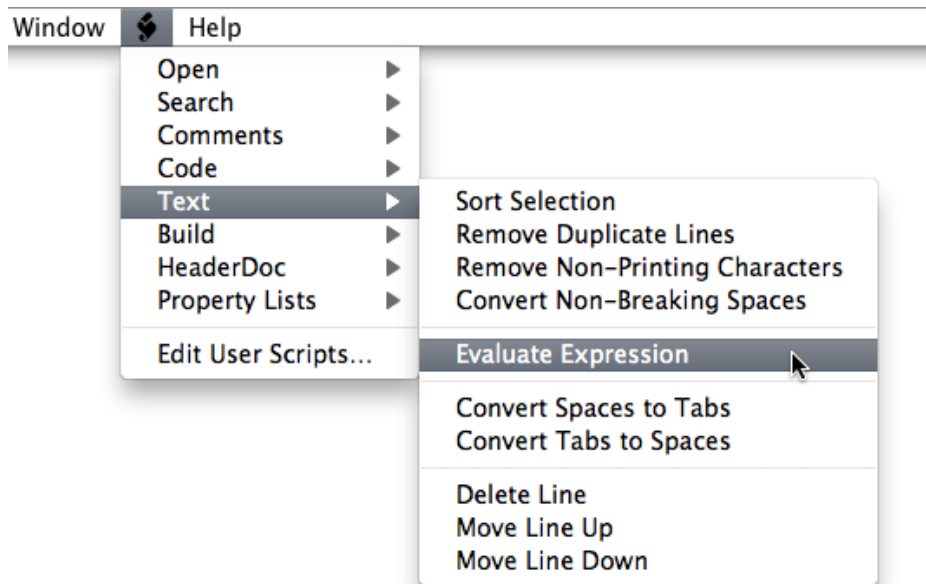 Window Help
Open
Search
Comments
Code
Text
Build
HeaderDoc
Property Lists
Edit User Scripts...
Sort Selection
Remove Duplicate Lines
Remove Non-Printing Characters
Convert Non-Breaking Spaces
Evaluate Expression
Convert Spaces to Tabs
Convert Tabs to Spaces
Delete Line
Move Line Up
Move Line Down